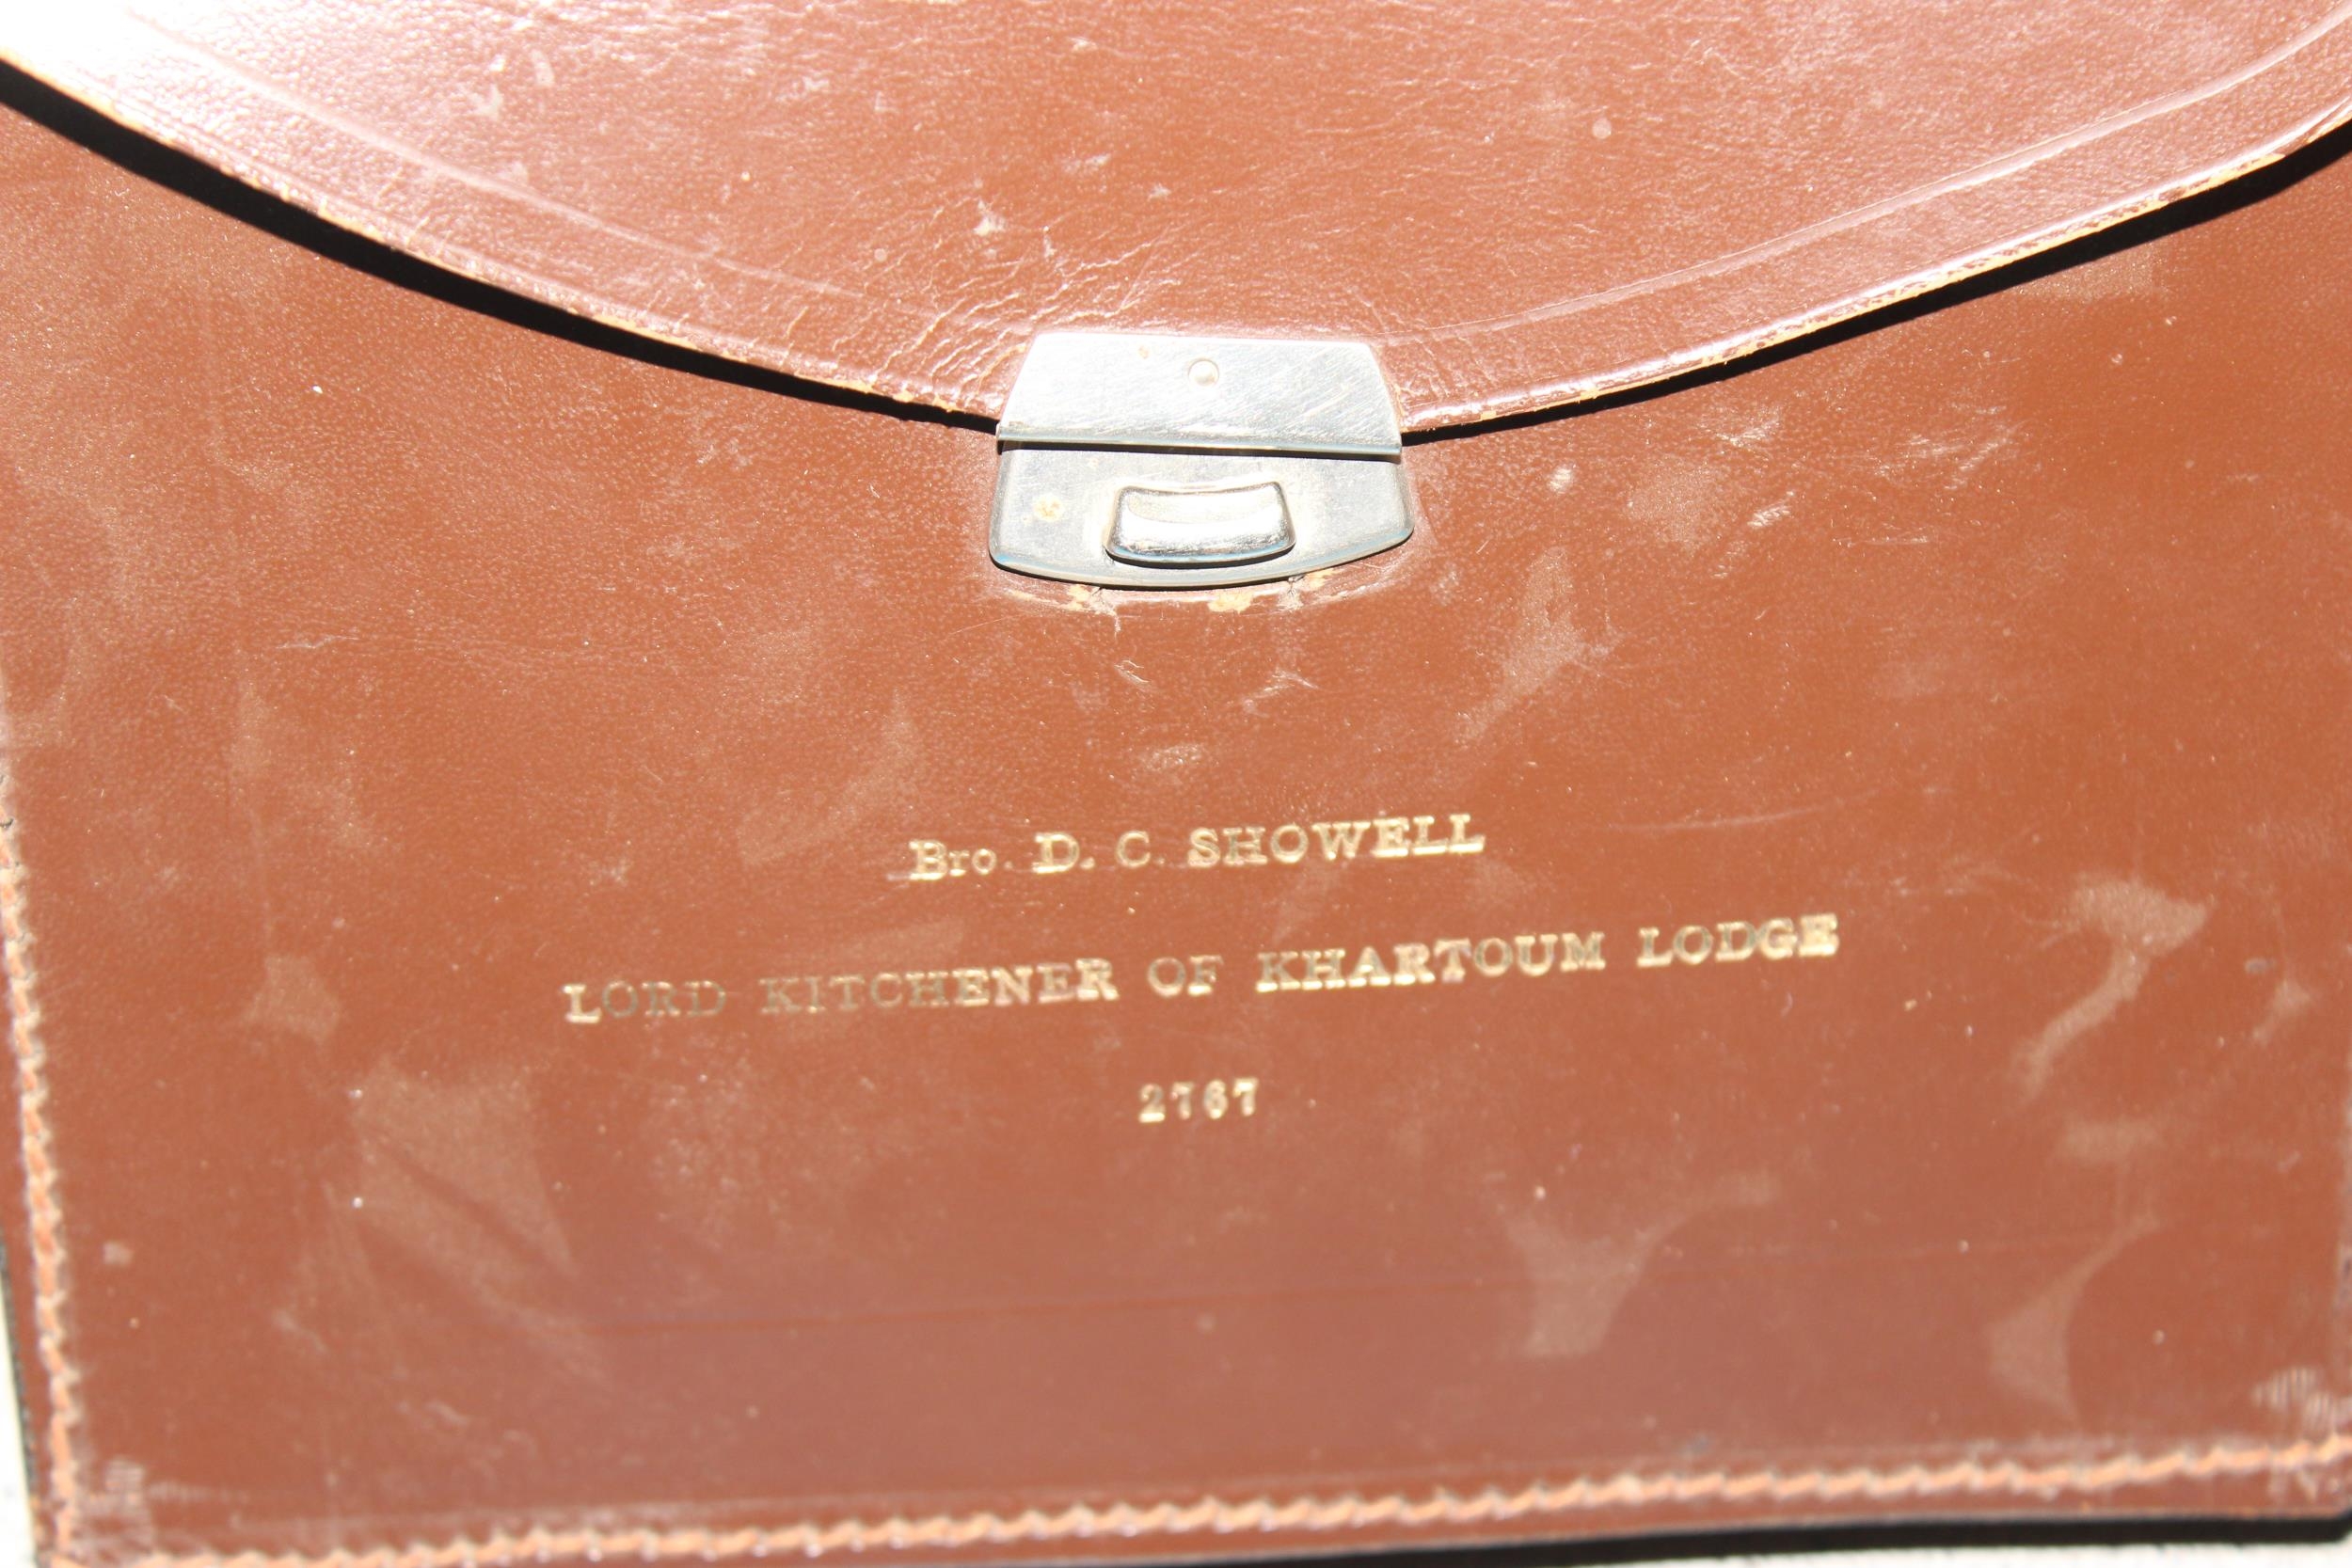 Bro. D. C. SHOWELL
LORD KITCHENER OF KHARTOUM LODGE
2767